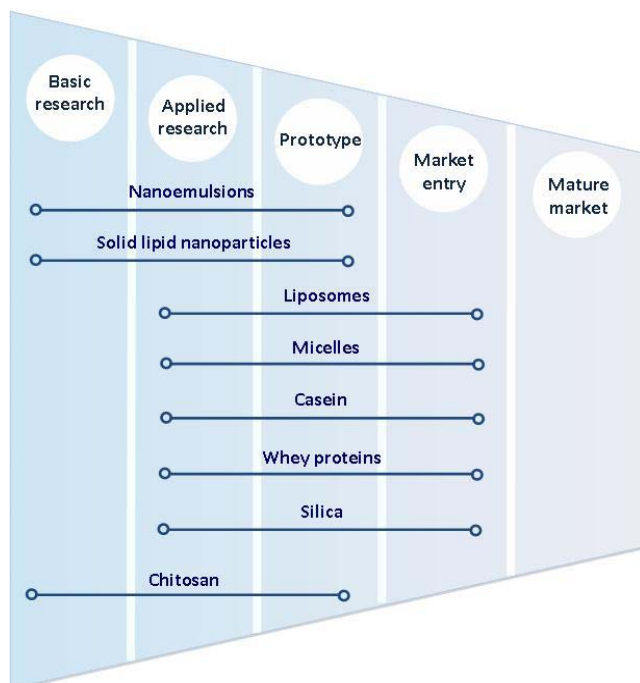 Basic
research
Applied
research
Prototype
Market
entry
Mature
market
Nanoemulsions
Solid lipid nanoparticles
Liposomes
Micelles
Casein
Whey proteins
Silica
Chitosan